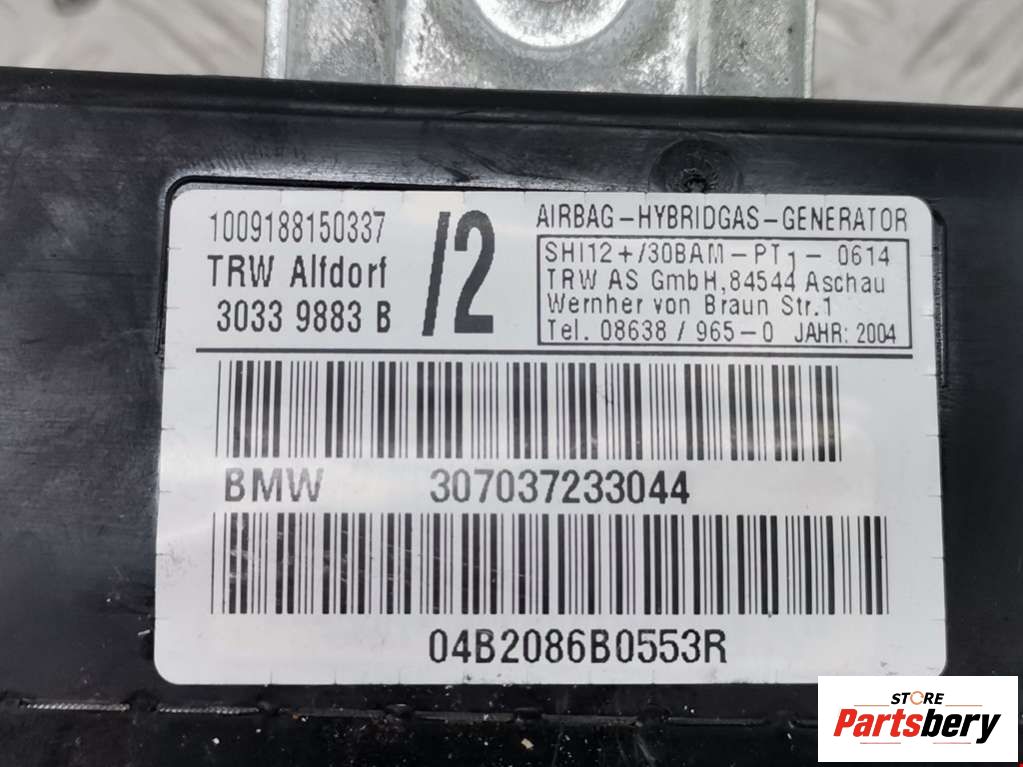 1009188150337
TRW Alfdorf
3033 9883 B
/2
AIRBAG-HYBRIDGAS-GENERATOR
SHI12+/30BAM-PT1-0614
TRW AS GmbH,84544 Aschau
Wernher von Braun Str.1
Tel. 08638 / 965-0 JAHR: 2004
BMW 307037233044
04B2086B0553R
STORE
Partsbery